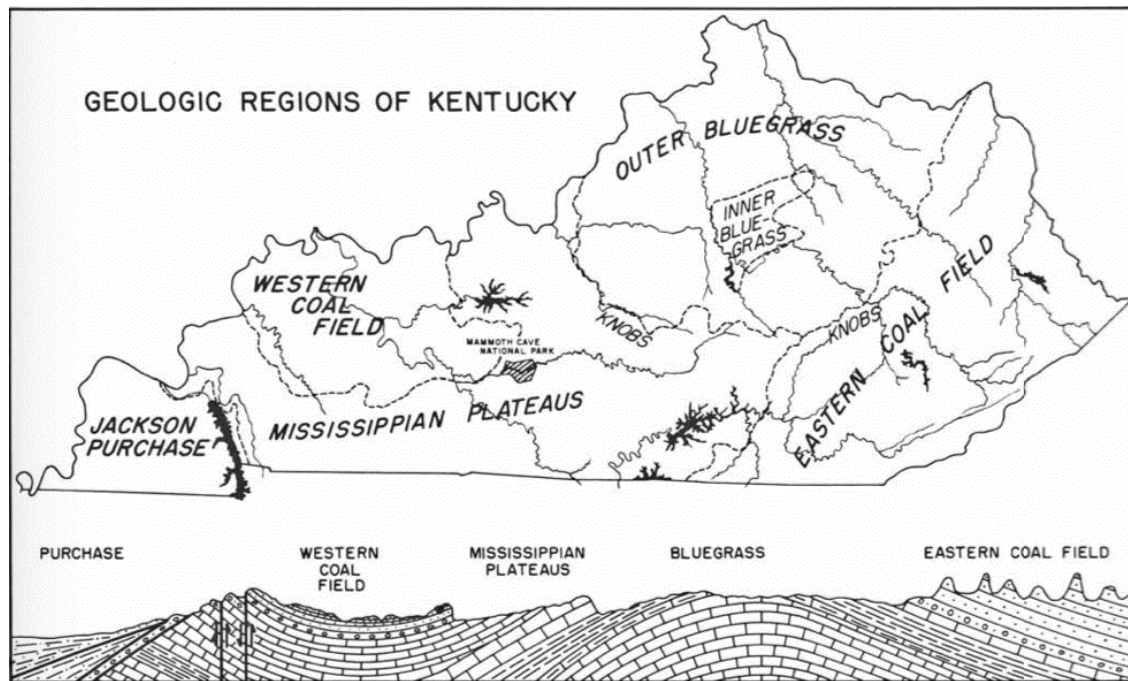 GEOLOGIC REGIONS OF KENTUCKY
OUTER BLUEGRASS
INNER
BLUE-
GRASS
WESTERN
COAL
FIELD
KNOBS
KNOBS
MAMMOTH CAVE
NATIONAL PARK
EASTERN COAL FIELD
JACKSON
PURCHASE
MISSISSIPPIAN PLATEAUS
PURCHASE
WESTERN
COAL
FIELD
MISSISSIPPIAN
PLATEAUS
BLUEGRASS
EASTERN COAL FIELD